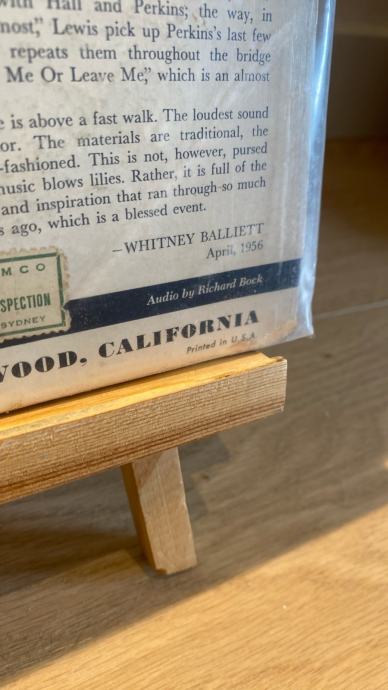 with Hall and Perkins; the way, in
most," Lewis pick up Perkins's last few
repeats them throughout the bridge
Me Or Leave Me," which is an almost
e is above a fast walk. The loudest sound
or. The materials are traditional, the
-fashioned. This is not, however, pursed
music blows lilies. Rather, it is full of the
and inspiration that ran through so much
s ago, which is a blessed event.
—WHITNEY BALLIETT
April, 1956
MCO
SPECTION
SYDNEY
Audio by Richard Bock
WOOD, CALIFORNIA
Printed in U.S.A.